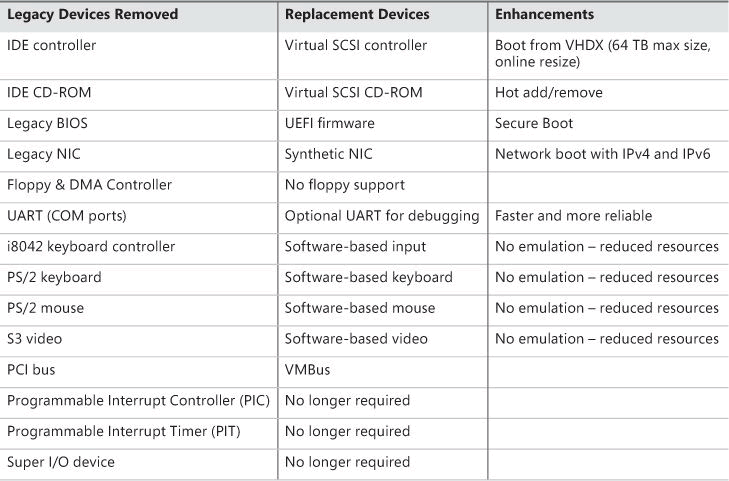 Legacy Devices Removed Replacement Devices Enhancements
IDE controller Virtual SCSI controller Boot from VHDX (64 TB max size,
online resize)
IDE CD-ROM Virtual SCSI CD-ROM Hot add/remove
Legacy BIOS UEFI firmware Secure Boot
Legacy NIC Synthetic NIC Network boot with IPv4 and IPv6
Floppy & DMA Controller No floppy support
UART (COM ports) Optional UART for debugging Faster and more reliable
i8042 keyboard controller Software-based input No emulation – reduced resources
PS/2 keyboard Software-based keyboard No emulation – reduced resources
PS/2 mouse Software-based mouse No emulation – reduced resources
S3 video Software-based video No emulation – reduced resources
PCI bus VMBus
Programmable Interrupt Controller (PIC) No longer required
Programmable Interrupt Timer (PIT) No longer required
Super I/O device No longer required